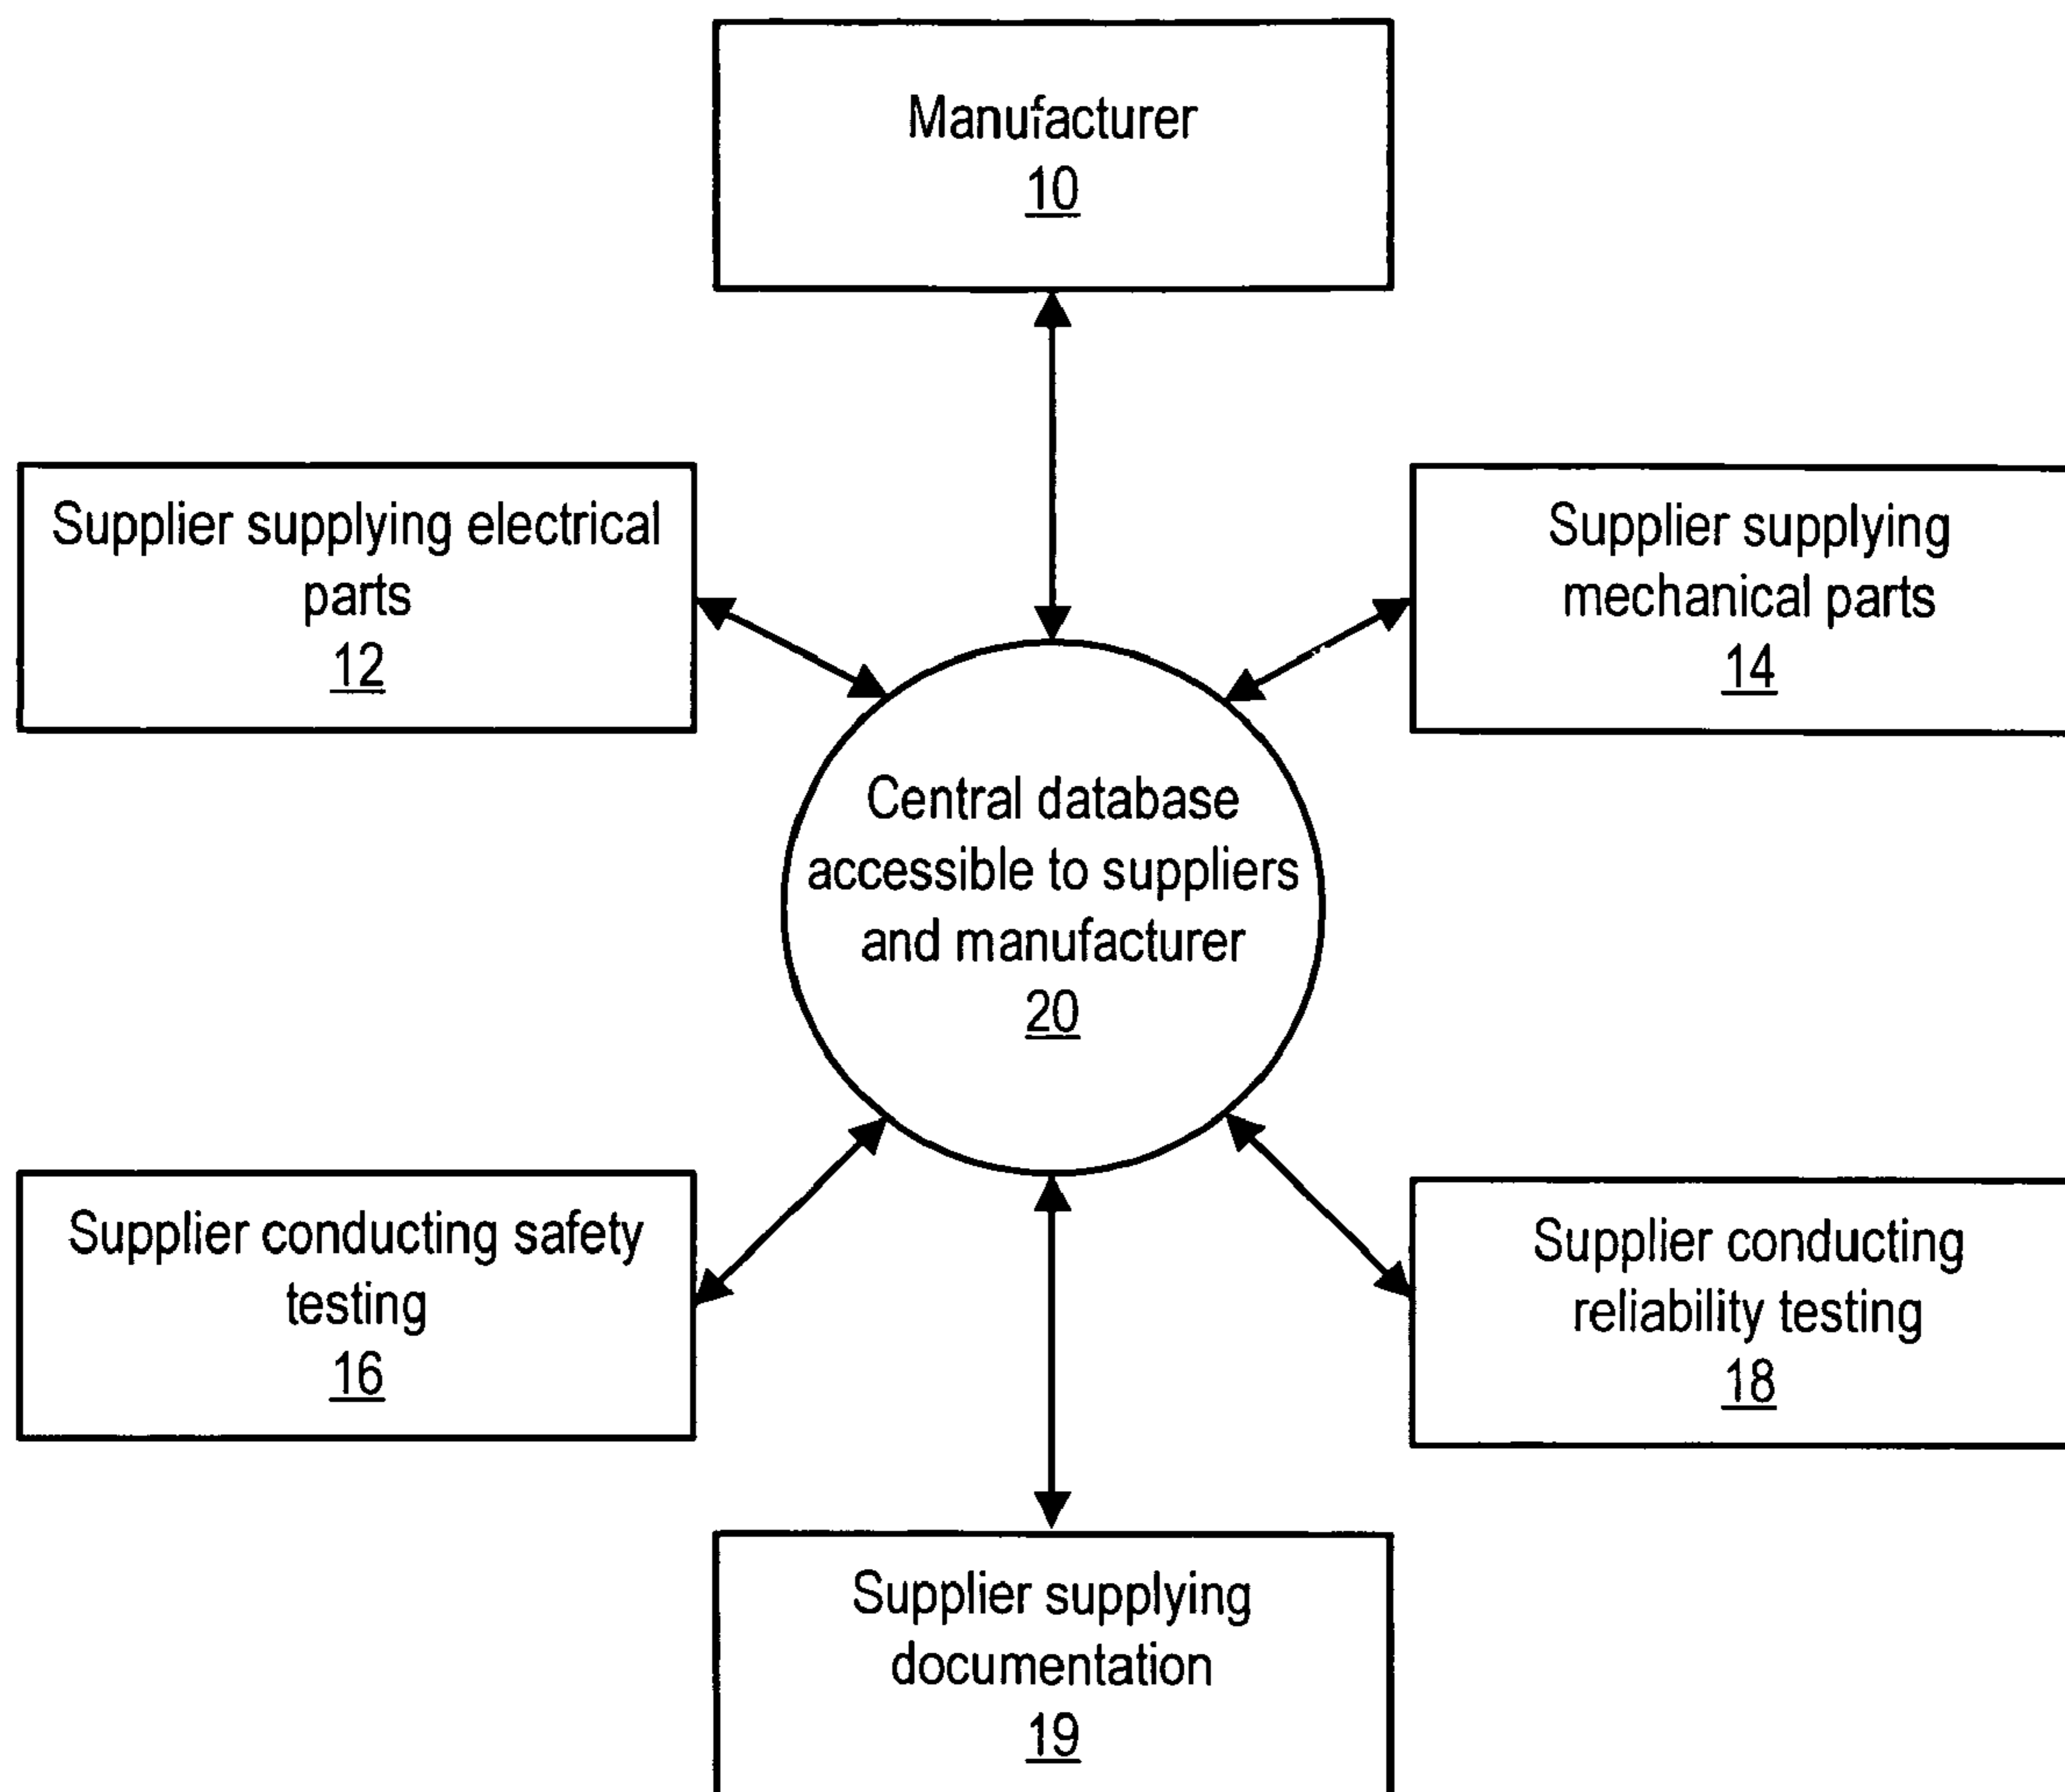 Manufacturer
10
Supplier supplying electrical
parts
12
Supplier supplying
mechanical parts
14
Central database
accessible to suppliers
and manufacturer
20
Supplier conducting safety
testing
16
Supplier conducting
reliability testing
18
Supplier supplying
documentation
19